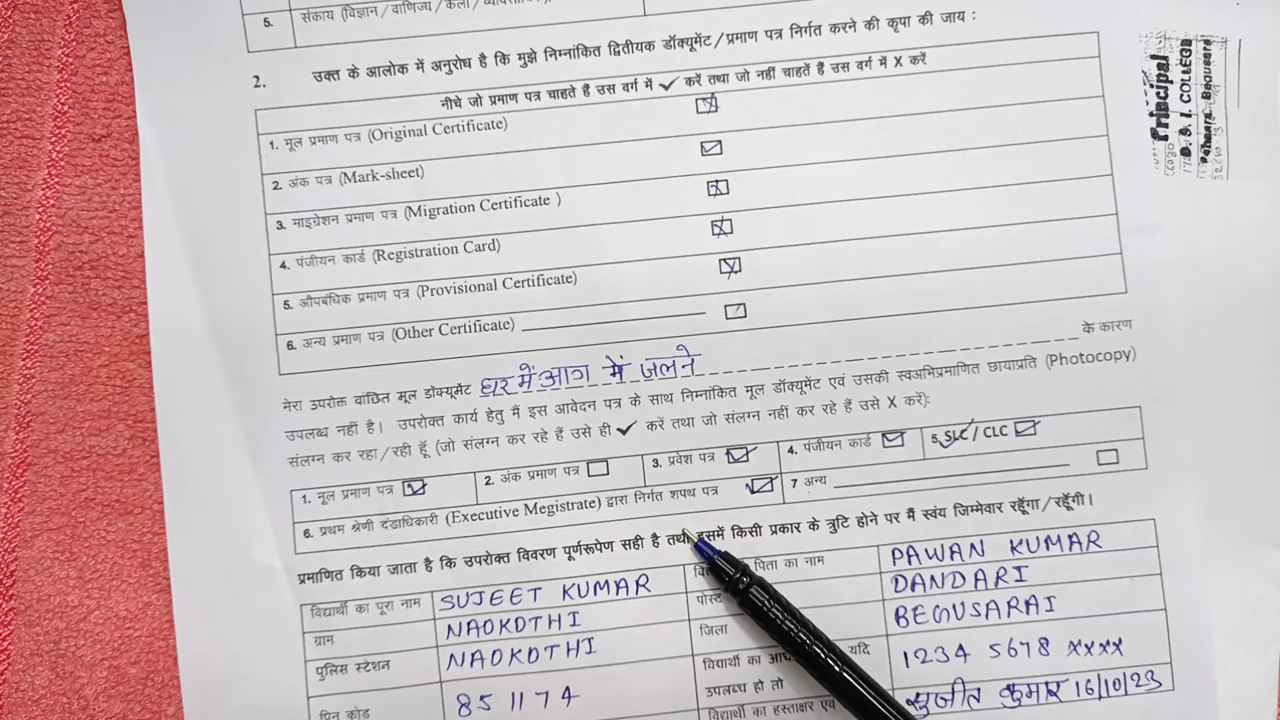 5. संकाय (विज्ञान / वाणिज्य / कला /
2. उक्त के आलोक में अनुरोध है कि मुझे निम्नांकित द्वितीयक डॉक्यूमेंट / प्रमाण पत्र निर्गत करने की कृपा की जाय :
नीचे जो प्रमाण पत्र चाहते हैं उस वर्ग में ✓ करें तथा जो नहीं चाहतें हैं उस वर्ग में X करें
1. मूल प्रमाण पत्र (Original Certificate) X
2. अंक पत्र (Mark-sheet) ✓
3. माइग्रेशन प्रमाण पत्र (Migration Certificate ) X
4. पंजीयन कार्ड (Registration Card) X
5. औपबंधिक प्रमाण पत्र (Provisional Certificate) X
6. अन्य प्रमाण पत्र (Other Certificate)
मेरा उपरोक्त वांछित मूल डॉक्यूमेंट घर में आग में जलने के कारण
उपलब्ध नहीं है। उपरोक्त कार्य हेतु मैं इस आवेदन पत्र के साथ निम्नांकित मूल डॉक्यूमेंट एवं उसकी स्वअभिप्रमाणित छायाप्रति (Photocopy)
संलग्न कर रहा / रही हूँ (जो संलग्न कर रहे हैं उसे ही ✓ करें तथा जो संलग्न नहीं कर रहे हैं उसे X करें):
1. मूल प्रमाण पत्र ✓ 2. अंक प्रमाण पत्र 3. प्रवेश पत्र ✓ 4. पंजीयन कार्ड ✓ 5. SLC / CLC ✓
6. प्रथम श्रेणी दंडाधिकारी (Executive Megistrate) द्वारा निर्गत शपथ पत्र ✓ 7 अन्य
प्रमाणित किया जाता है कि उपरोक्त विवरण पूर्णरूपेण सही है तथा इसमें किसी प्रकार के त्रुटि होने पर मैं स्वंय जिम्मेवार रहूँगा / रहूँगी।
विद्यार्थी का पूरा नाम SUJEET KUMAR पिता का नाम PAWAN KUMAR
ग्राम NAOKOTHI पोस्ट DANDARI
पुलिस स्टेशन NAOKOTHI जिला BEGUSARAI
पिन कोड 851174 विद्यार्थी का यदि उपलब्ध हो तो 1234 5678 XXXX
विद्यार्थी का हस्ताक्षर एवं सुजीत कुमार 16/10/23
Principal
COLLEGE